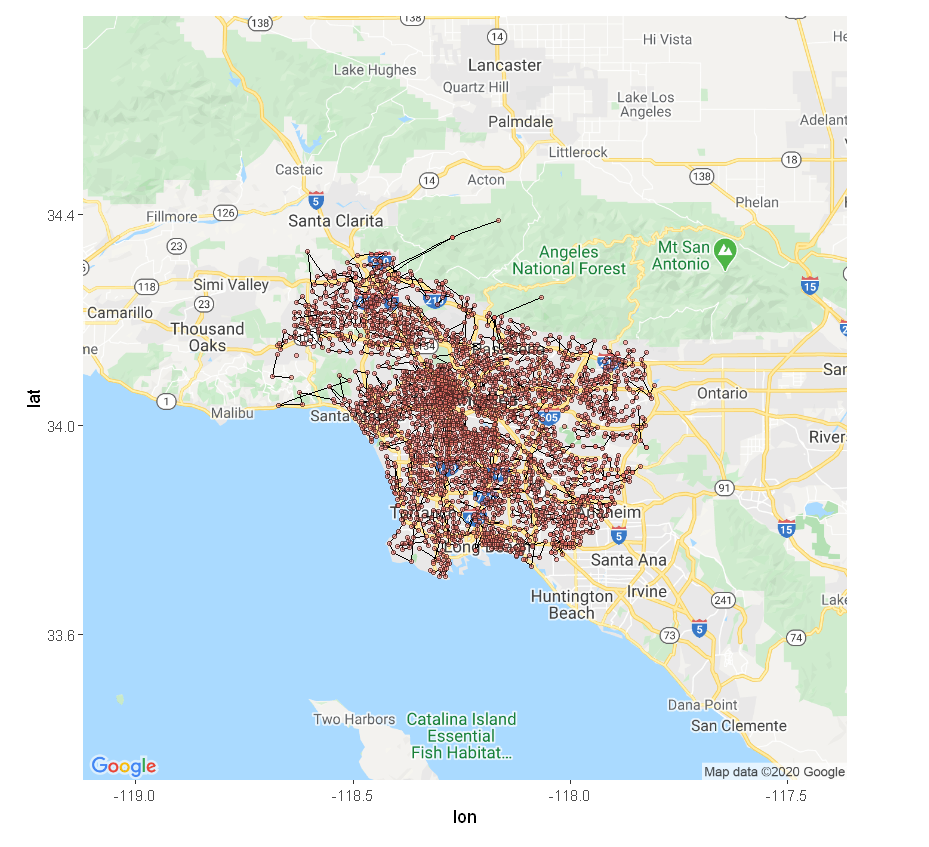 138
138
14
Hi Vista
He
Lancaster
Lake Hughes
Quartz Hill
Lake Los
Angeles
Palmdale
Adelant
Littlerock
18
Castaic
14
Acton
138
Phelan
5
34.4
Fillmore
126
Santa Clarita
23
Angeles
National Forest
Mt San
Antonio
5
118
Simi Valley
15
23
Camarillo
Thousand
Oaks
me
Ontario
San
1
Malibu
34.0
605
lat
River
91
Anaheim
15
5
Long Beach
Santa Ana
Huntington
Beach
Irvine
241
Lake
33.6
5
73
74
Dana Point
San Clemente
Two Harbors
Catalina Island
Essential
Fish Habitat...
Google
Map data ©2020 Google
-119.0
-118.5
-118.0
-117.5
lon